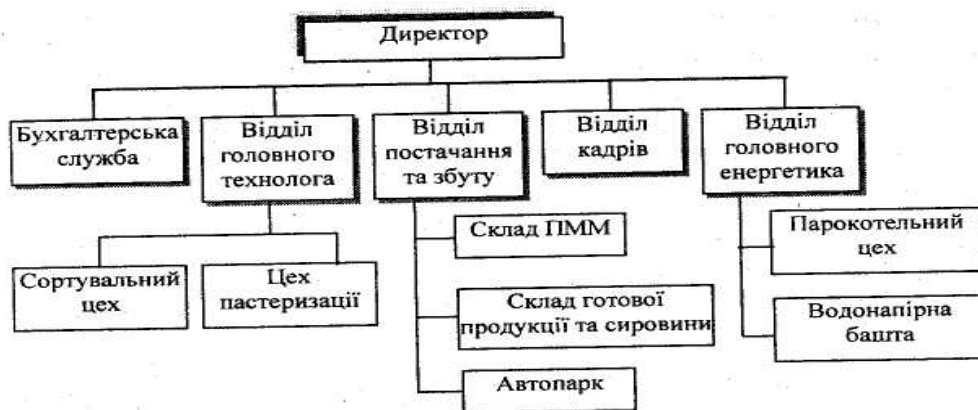 Директор
Бухгалтерська
служба
Відділ
головного
технолога
Відділ
постачання
та збуту
Відділ
кадрів
Відділ
головного
енергетика
Сортувальний
цех
Цех
пастеризації
Склад ПММ
Склад готової
продукції та сировини
Автопарк
Парокотельний
цех
Водонапірна
башта